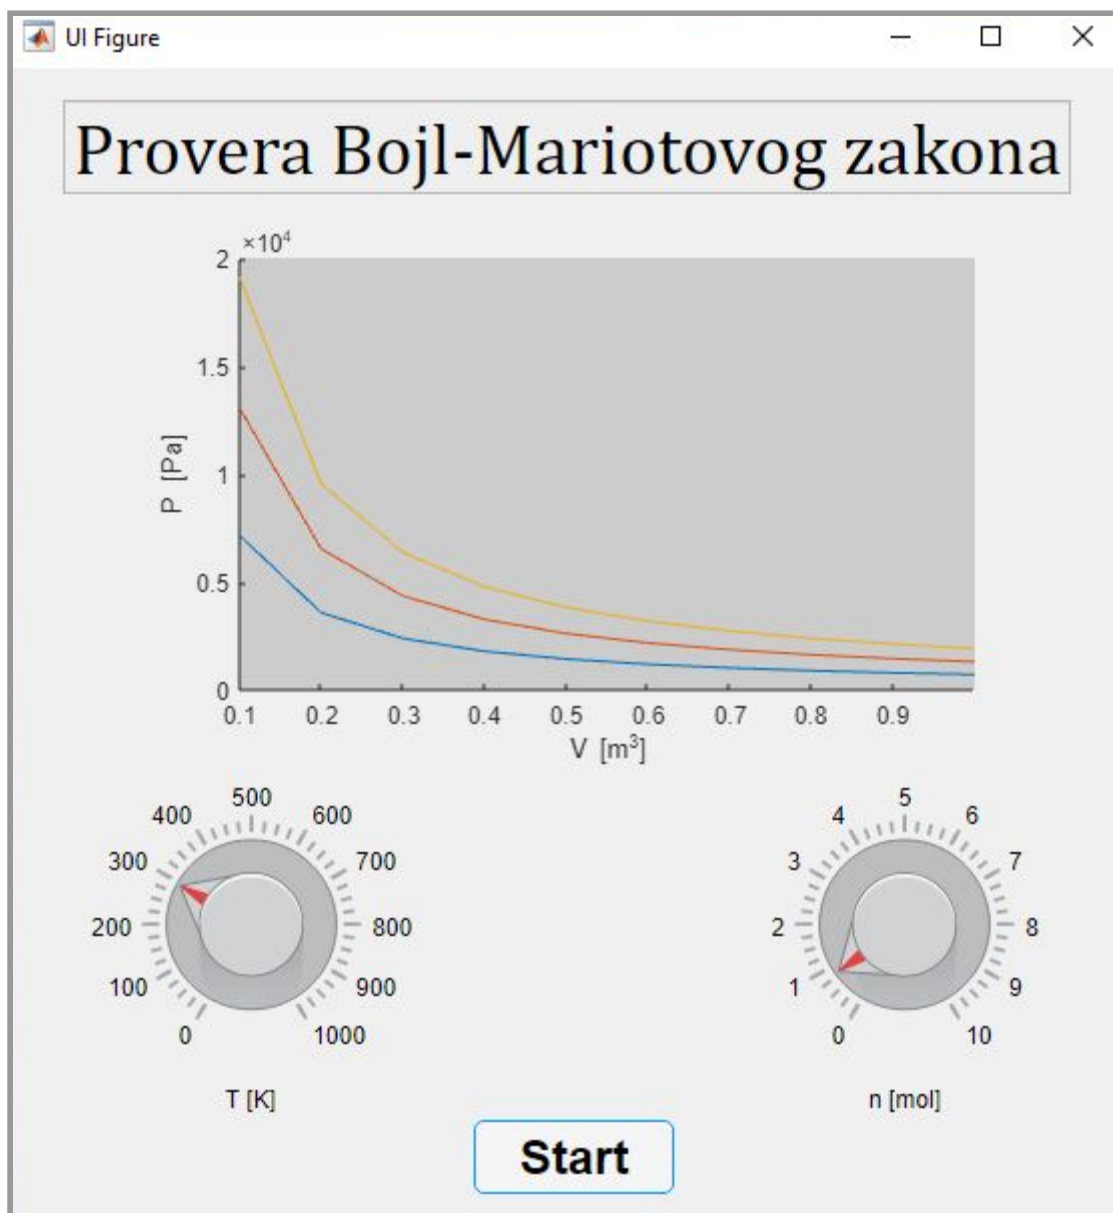 UI Figure
Provera Bojl-Mariotovog zakona
×10⁴
2
1.5
1
0.5
0
P [Pa]
0.1 0.2 0.3 0.4 0.5 0.6 0.7 0.8 0.9
V [m³]
0 100 200 300 400 500 600 700 800 900 1000
T [K]
0 1 2 3 4 5 6 7 8 9 10
n [mol]
Start